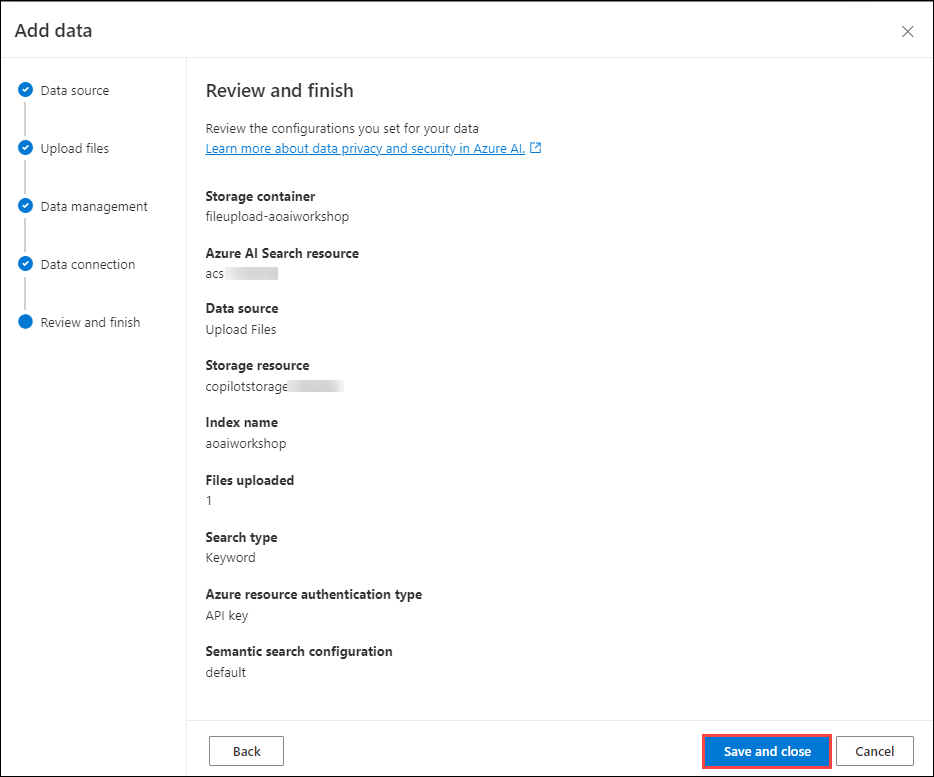 Add data
Data source
Upload files
Data management
Data connection
Review and finish
Review and finish
Review the configurations you set for your data
Learn more about data privacy and security in Azure AI.
Storage container
fileupload-aoaiworkshop
Azure AI Search resource
acs
Data source
Upload Files
Storage resource
copilotstorage
Index name
aoaiworkshop
Files uploaded
1
Search type
Keyword
Azure resource authentication type
API key
Semantic search configuration
default
Back
Save and close
Cancel